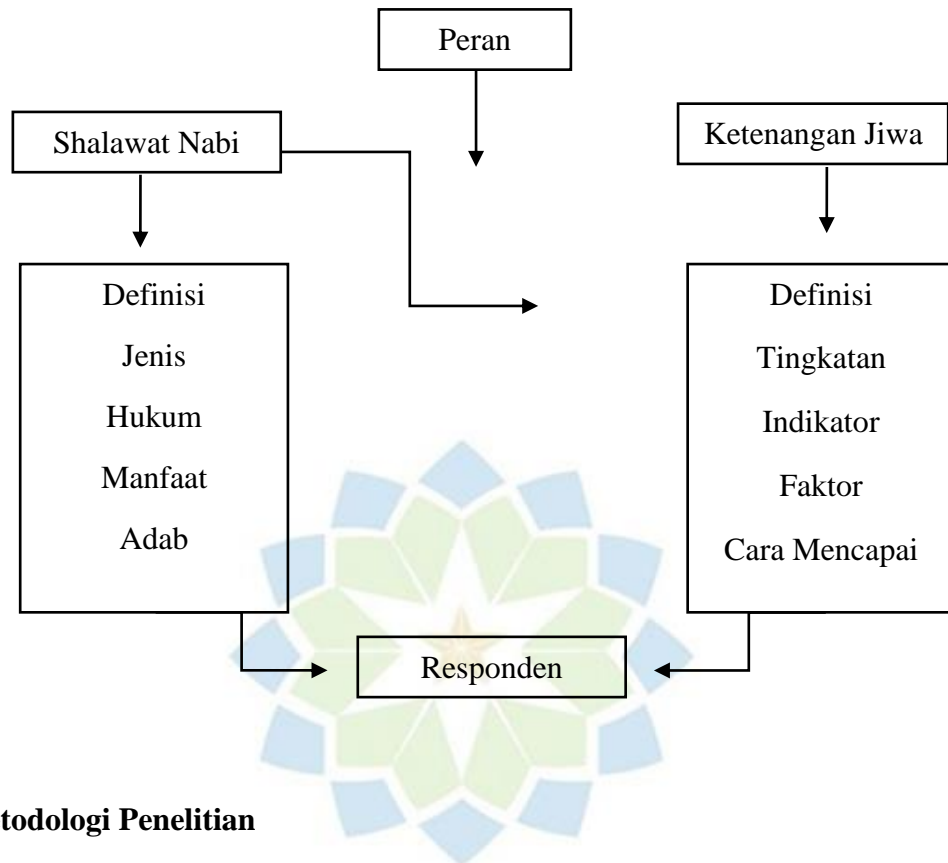 Peran
Shalawat Nabi
Ketenangan Jiwa
Definisi
Jenis
Hukum
Manfaat
Adab
Definisi
Tingkatan
Indikator
Faktor
Cara Mencapai
Responden
todologi Penelitian